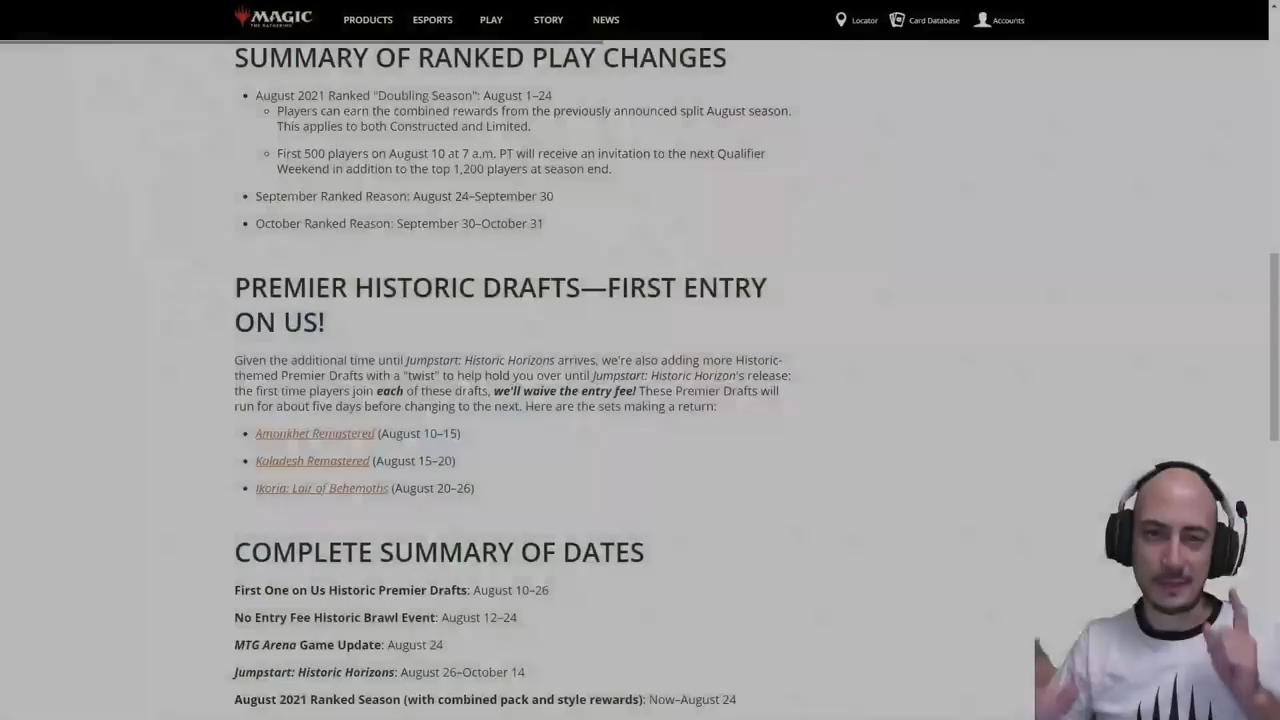 MAGIC
THE GATHERING
PRODUCTS
ESPORTS
PLAY
STORY
NEWS
Locator
Card Database
Accounts
SUMMARY OF RANKED PLAY CHANGES
• August 2021 Ranked "Doubling Season": August 1–24
Players can earn the combined rewards from the previously announced split August season.
This applies to both Constructed and Limited.
First 500 players on August 10 at 7 a.m. PT will receive an invitation to the next Qualifier
Weekend in addition to the top 1,200 players at season end.
• September Ranked Reason: August 24–September 30
• October Ranked Reason: September 30–October 31
PREMIER HISTORIC DRAFTS—FIRST ENTRY
ON US!
Given the additional time until Jumpstart: Historic Horizons arrives, we're also adding more Historic-
themed Premier Drafts with a "twist" to help hold you over until Jumpstart: Historic Horizon's release:
the first time players join each of these drafts, we'll waive the entry fee! These Premier Drafts will
run for about five days before changing to the next. Here are the sets making a return:
• Amonkhet Remastered (August 10–15)
• Kaladesh Remastered (August 15–20)
• Ikoria: Lair of Behemoths (August 20–26)
COMPLETE SUMMARY OF DATES
First One on Us Historic Premier Drafts: August 10–26
No Entry Fee Historic Brawl Event: August 12–24
MTG Arena Game Update: August 24
Jumpstart: Historic Horizons: August 26–October 14
August 2021 Ranked Season (with combined pack and style rewards): Now–August 24